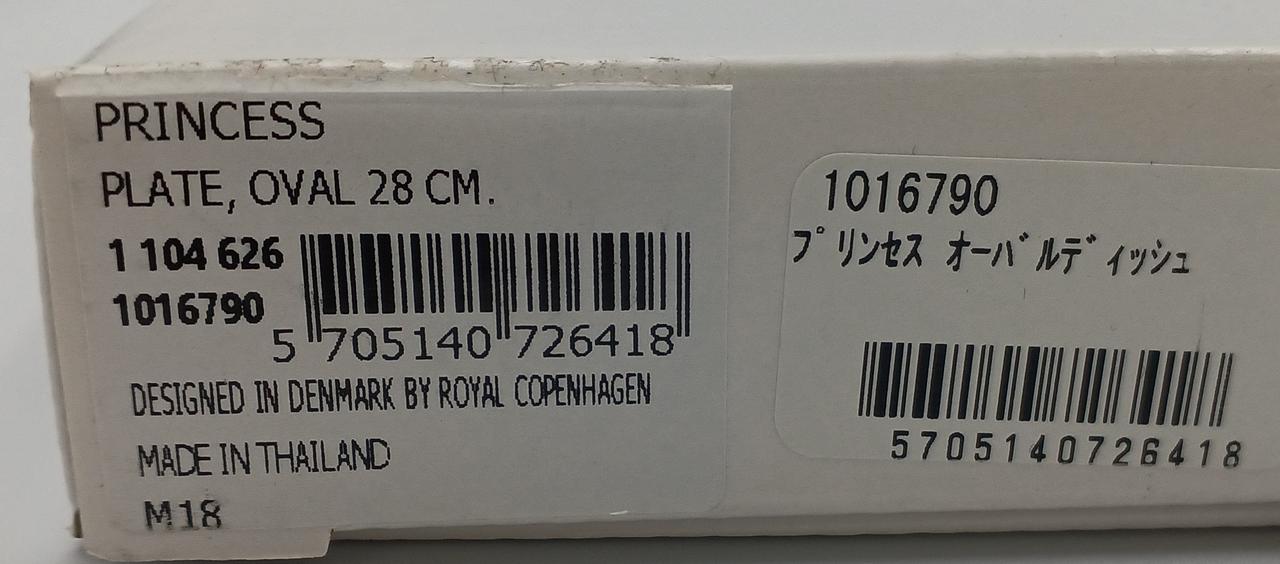 PRINCESS
PLATE, OVAL 28 CM.
1 104 626
1016790
5 705140 726418
DESIGNED IN DENMARK BY ROYAL COPENHAGEN
MADE IN THAILAND
M18
1016790
プリンセス オーバルディッシュ
5705140726418